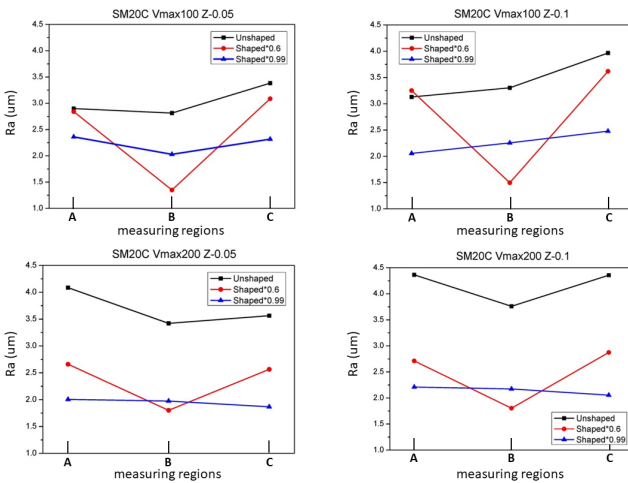 SM20C Vmax100 Z-0.05
4.5
4.0
3.5
3.0
2.5
2.0
1.5
1.0
Ra (um)
Unshaped
Shaped*0.6
Shaped*0.99
A B C
measuring regions
SM20C Vmax100 Z-0.1
4.5
4.0
3.5
3.0
2.5
2.0
1.5
1.0
Ra (um)
Unshaped
Shaped*0.6
Shaped*0.99
A B C
measuring regions
SM20C Vmax200 Z-0.05
4.5
4.0
3.5
3.0
2.5
2.0
1.5
1.0
Ra (um)
Unshaped
Shaped*0.6
Shaped*0.99
A B C
measuring regions
SM20C Vmax200 Z-0.1
4.5
4.0
3.5
3.0
2.5
2.0
1.5
1.0
Ra (um)
Unshaped
Shaped*0.6
Shaped*0.99
A B C
measuring regions